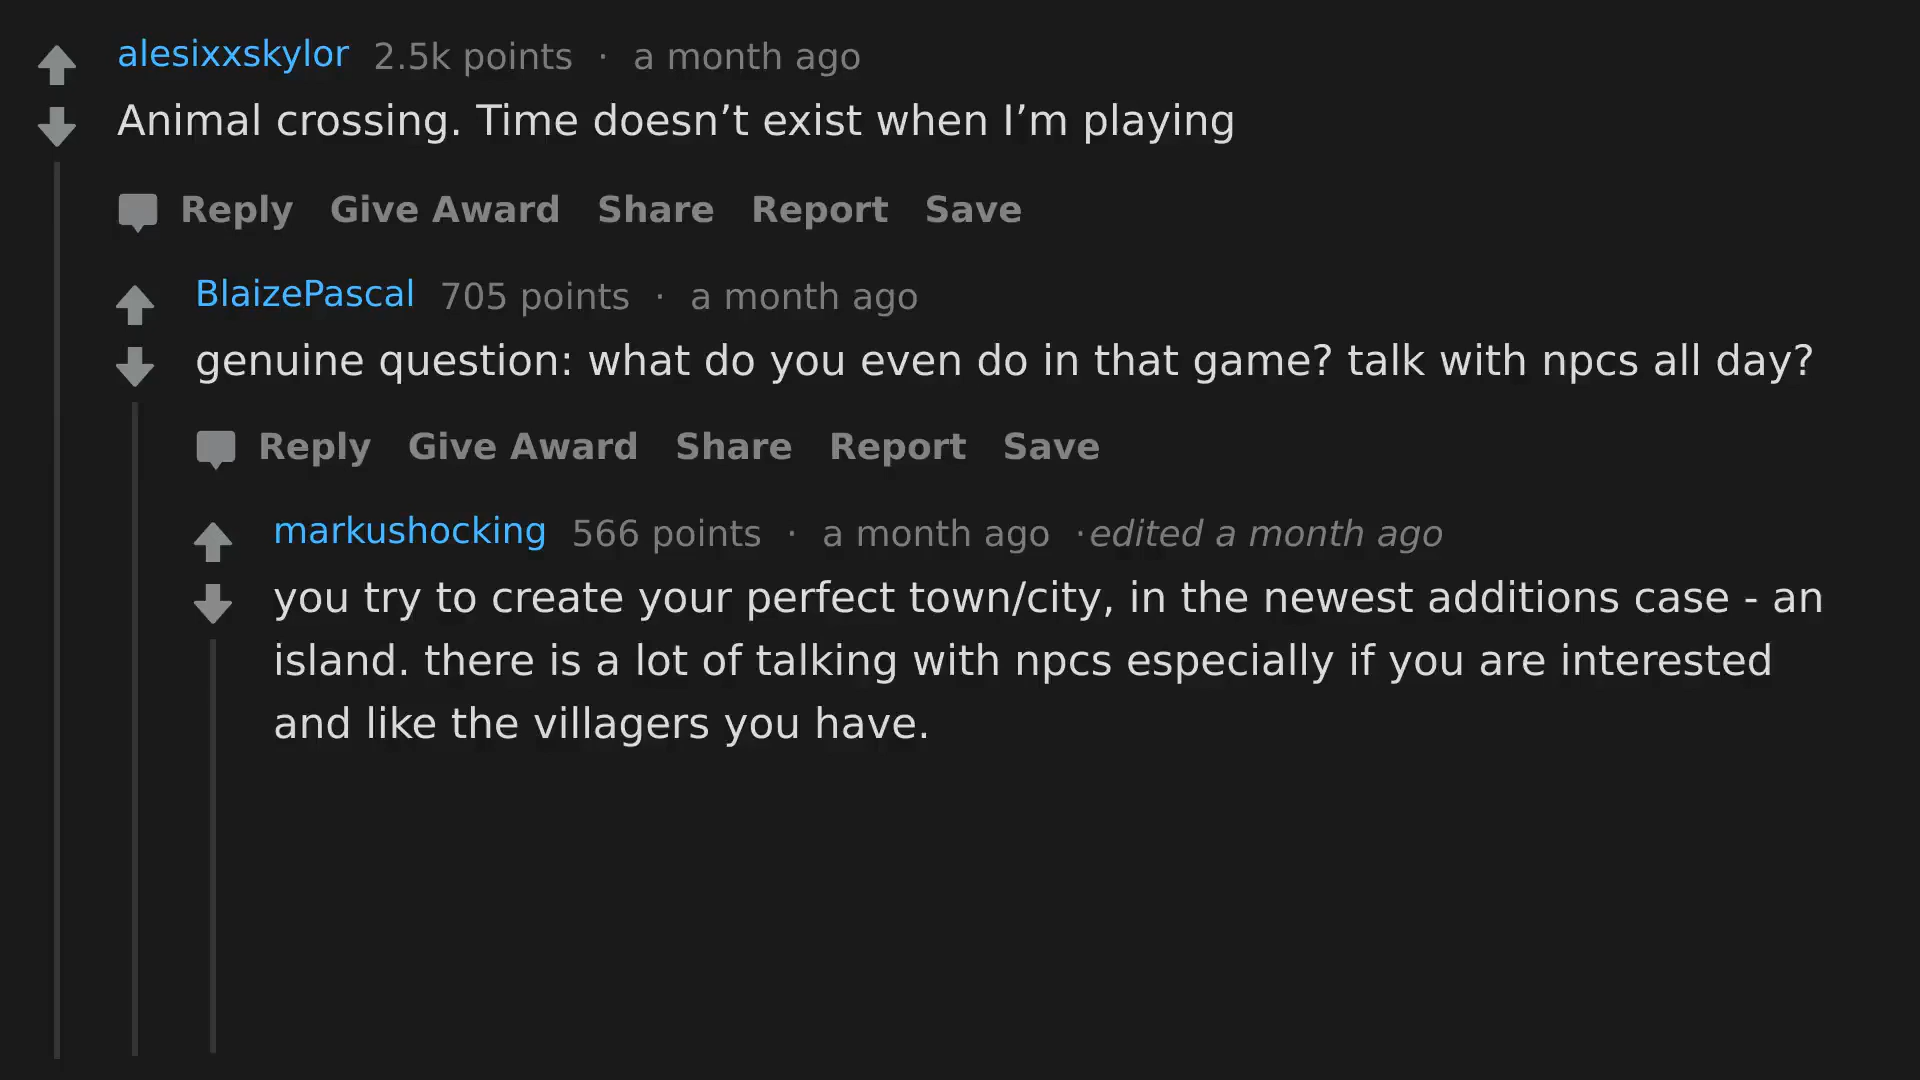 alesixxskylor 2.5k points · a month ago
Animal crossing. Time doesn’t exist when I’m playing
Reply Give Award Share Report Save
BlaizePascal 705 points · a month ago
genuine question: what do you even do in that game? talk with npcs all day?
Reply Give Award Share Report Save
markushocking 566 points · a month ago ·edited a month ago
you try to create your perfect town/city, in the newest additions case - an
island. there is a lot of talking with npcs especially if you are interested
and like the villagers you have.